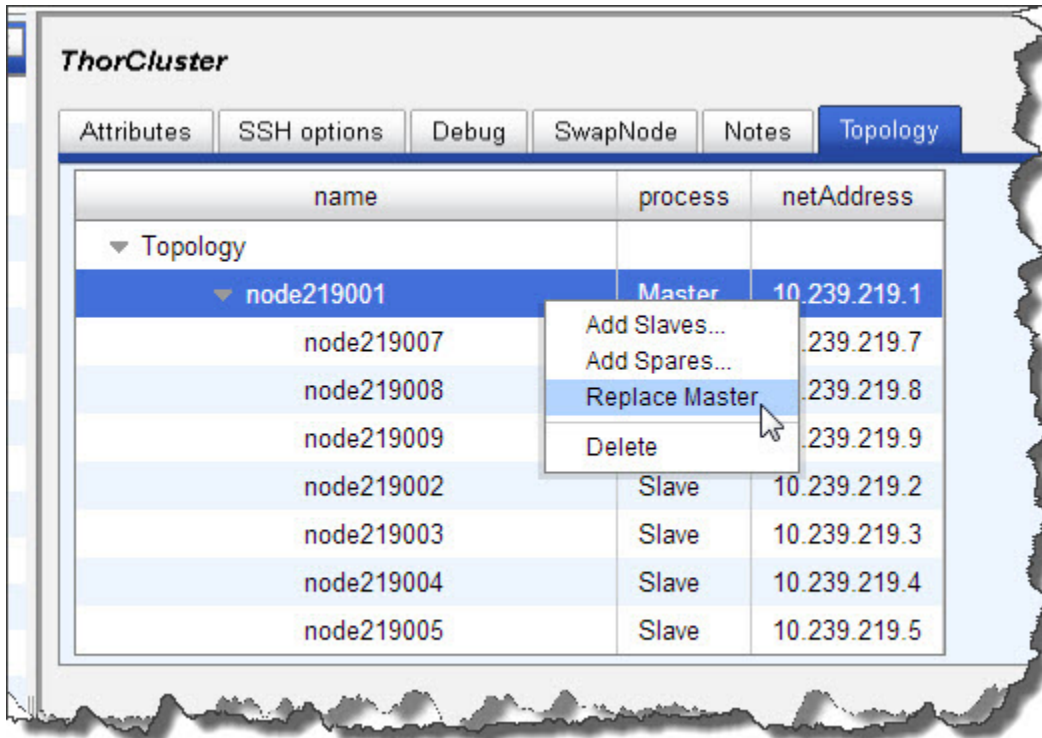 ThorCluster
Attributes SSH options Debug SwapNode Notes Topology
name process netAddress
Topology
node219001 Master 10.239.219.1
Add Slaves...
node219007 .239.219.7
Add Spares...
node219008 .239.219.8
Replace Master
node219009 .239.219.9
Delete
node219002 Slave 10.239.219.2
node219003 Slave 10.239.219.3
node219004 Slave 10.239.219.4
node219005 Slave 10.239.219.5